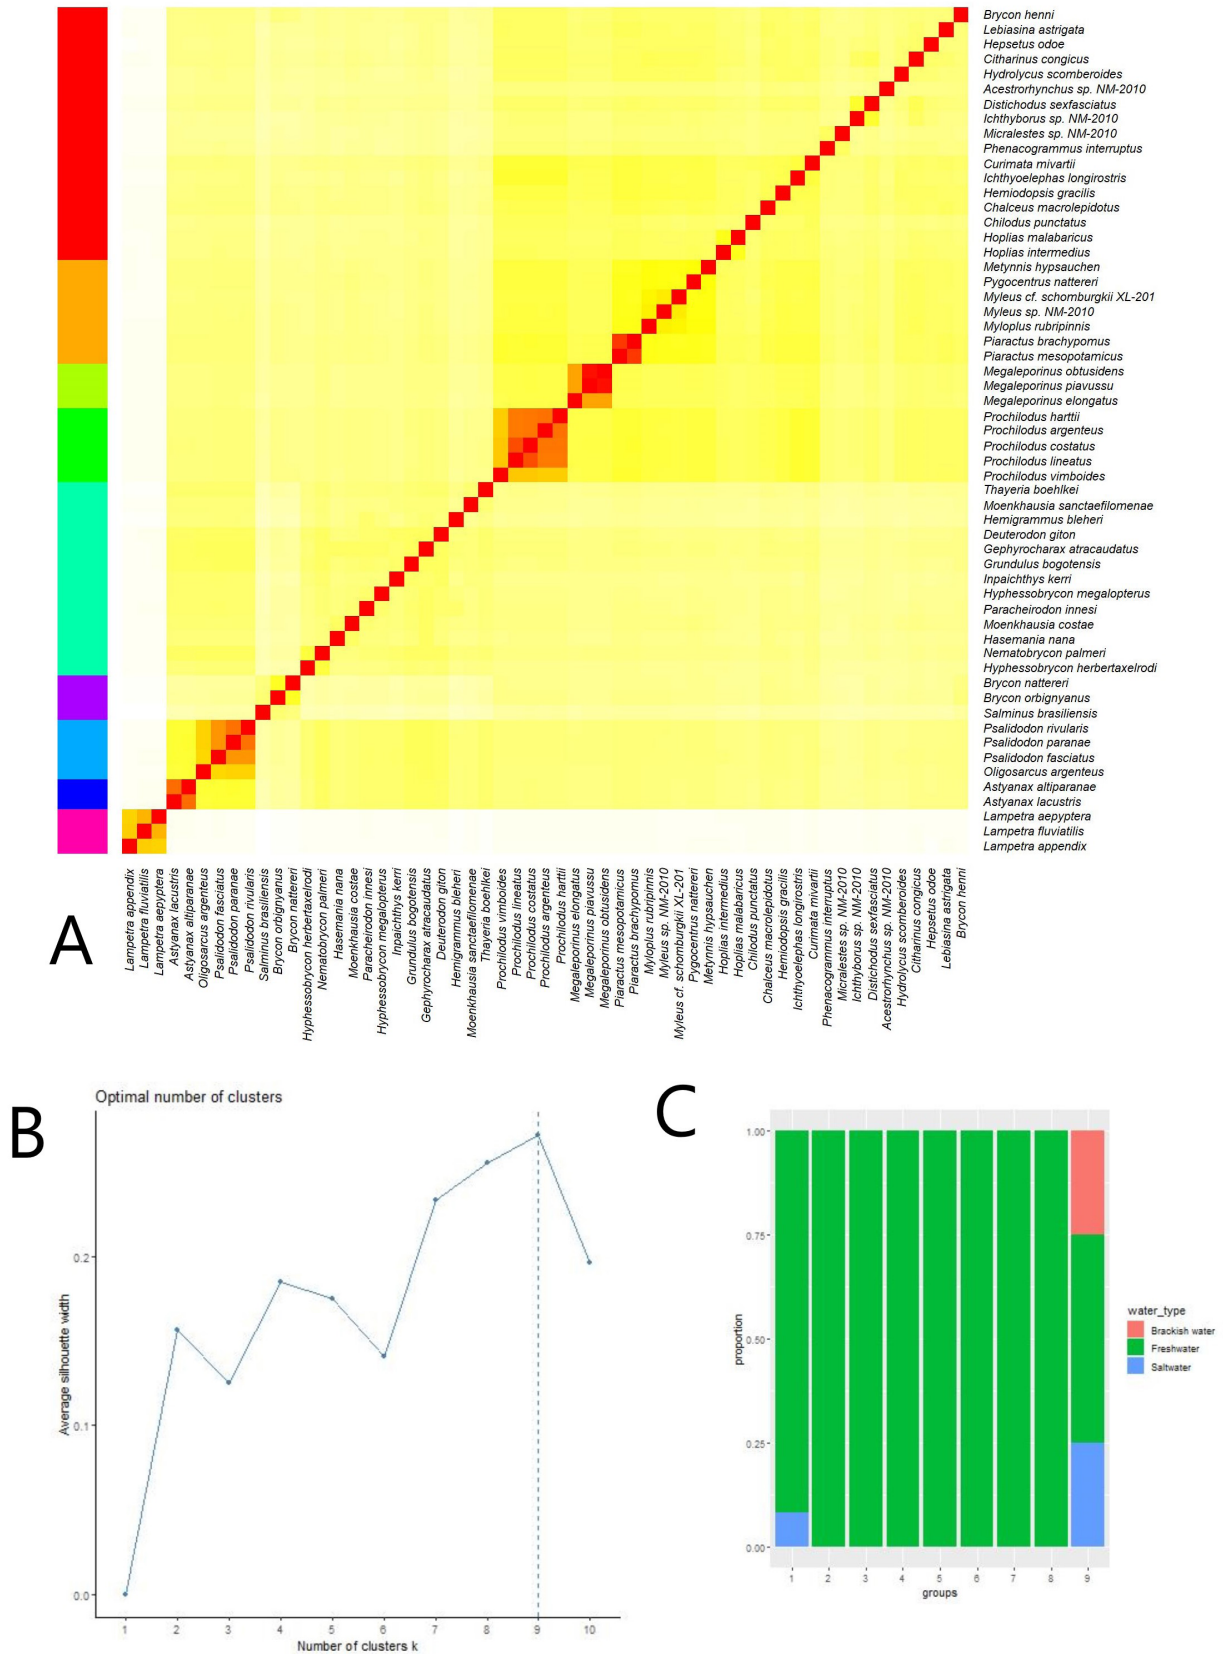 Brycon henni
Lebiasina astrigata
Hepsetus odoe
Citharinus congicus
Hydrolycus scomberoides
Acestrorhynchus sp. NM-2010
Distichodus sexfasciatus
Ichthyborus sp. NM-2010
Micralestes sp. NM-2010
Phenacogrammus interruptus
Curimata mivartii
Ichthyoelephas longirostris
Hemiodopsis gracilis
Chalceus macrolepidotus
Chilodus punctatus
Hoplias malabaricus
Hoplias intermedius
Metynnis hypsauchen
Pygocentrus nattereri
Myleus cf. schomburgkii XL-201
Myleus sp. NM-2010
Myloplus rubripinnis
Piaractus brachypomus
Piaractus mesopotamicus
Megaleporinus obtusidens
Megaleporinus piavussu
Megaleporinus elongatus
Prochilodus harttii
Prochilodus argenteus
Prochilodus costatus
Prochilodus lineatus
Prochilodus vimboides
Thayeria boehlkei
Moenkhausia sanctaefilomenae
Hemigrammus bleheri
Deuterodon giton
Gephyrocharax atracaudatus
Grundulus bogotensis
Inpaichthys kerri
Hyphessobrycon megalopterus
Paracheirodon innesi
Moenkhausia costae
Hasemania nana
Nematobrycon palmeri
Hyphessobrycon herbertaxelrodi
Brycon nattereri
Brycon orbignyanus
Salminus brasiliensis
Psalidodon rivularis
Psalidodon paranae
Psalidodon fasciatus
Oligosarcus argenteus
Astyanax altiparanae
Astyanax lacustris
Lampetra aepyptera
Lampetra fluviatilis
Lampetra appendix
A
Lampetra appendix
Lampetra fluviatilis
Lampetra aepyptera
Astyanax lacustris
Astyanax altiparanae
Oligosarcus argenteus
Psalidodon fasciatus
Psalidodon paranae
Psalidodon rivularis
Salminus brasiliensis
Brycon orbignyanus
Brycon nattereri
Hyphessobrycon herbertaxelrodi
Nematobrycon palmeri
Hasemania nana
Moenkhausia costae
Paracheirodon innesi
Hyphessobrycon megalopterus
Inpaichthys kerri
Grundulus bogotensis
Gephyrocharax atracaudatus
Deuterodon giton
Hemigrammus bleheri
Moenkhausia sanctaefilomenae
Thayeria boehlkei
Prochilodus vimboides
Prochilodus lineatus
Prochilodus costatus
Prochilodus argenteus
Prochilodus harttii
Megaleporinus elongatus
Megaleporinus piavussu
Megaleporinus obtusidens
Piaractus mesopotamicus
Piaractus brachypomus
Myloplus rubripinnis
Myleus sp. NM-2010
Myleus cf. schomburgkii XL-201
Pygocentrus nattereri
Metynnis hypsauchen
Hoplias intermedius
Hoplias malabaricus
Chilodus punctatus
Chalceus macrolepidotus
Hemiodopsis gracilis
Ichthyoelephas longirostris
Curimata mivartii
Phenacogrammus interruptus
Micralestes sp. NM-2010
Ichthyborus sp. NM-2010
Distichodus sexfasciatus
Acestrorhynchus sp. NM-2010
Hydrolycus scomberoides
Citharinus congicus
Hepsetus odoe
Lebiasina astrigata
Brycon henni
B
Optimal number of clusters
Average silhouette width
0.2
0.1
0.0
1 2 3 4 5 6 7 8 9 10
Number of clusters k
C
proportion
1.00
0.75
0.50
0.25
0.00
1 2 3 4 5 6 7 8 9
groups
water_type
Braokish water
Freshwater
Saltwater